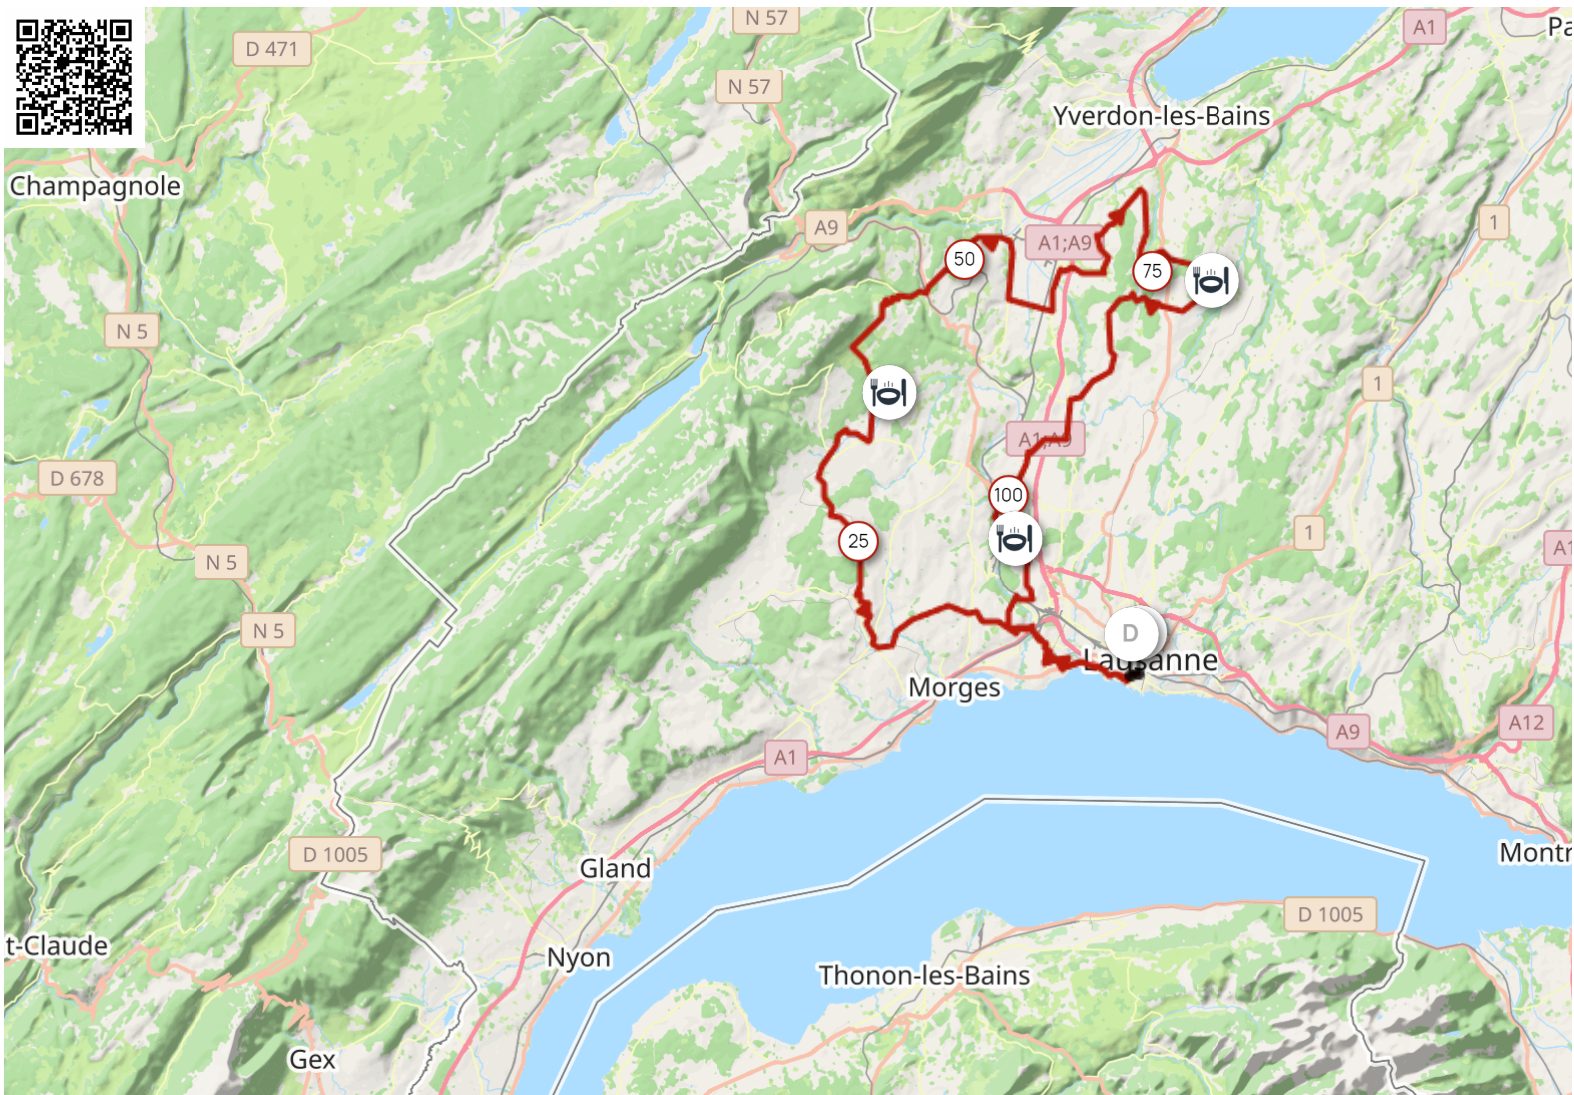 N 57
A1
Pa
D 471
N 57
Yverdon-les-Bains
Champagnole
1
A9
A1;A9
50
75
N 5
1
A1;A9
D 678
100
25
1
A1
N 5
N 5
D
Lausanne
Morges
A12
A9
A1
D 1005
Montr
Gland
D 1005
t-Claude
Nyon
Thonon-les-Bains
Gex